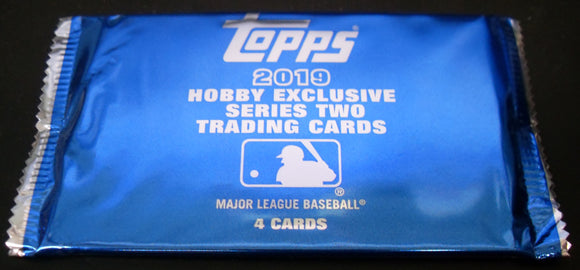 Topps
2019
HOBBY EXCLUSIVE
SERIES TWO
TRADING CARDS
®
MAJOR LEAGUE BASEBALL®
4 CARDS